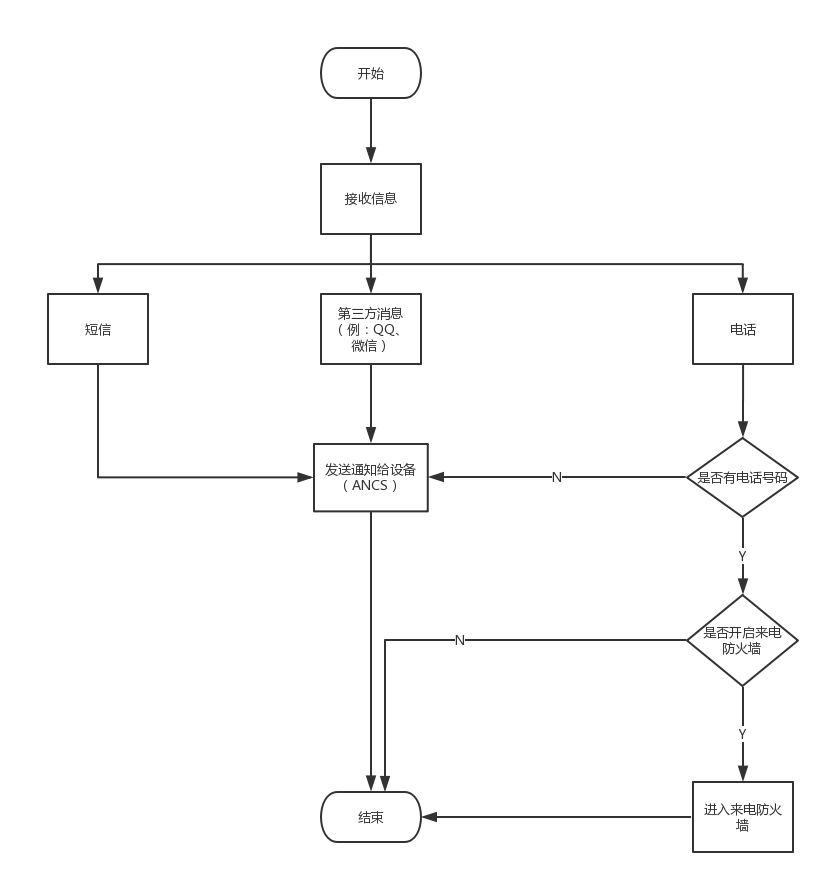 开始
接收信息
短信
第三方消息
（例：QQ、
微信）
电话
发送通知给设备
（ANCS）
N
是否有电话号码
Y
是否开启来电
防火墙
N
Y
进入来电防火
墙
结束